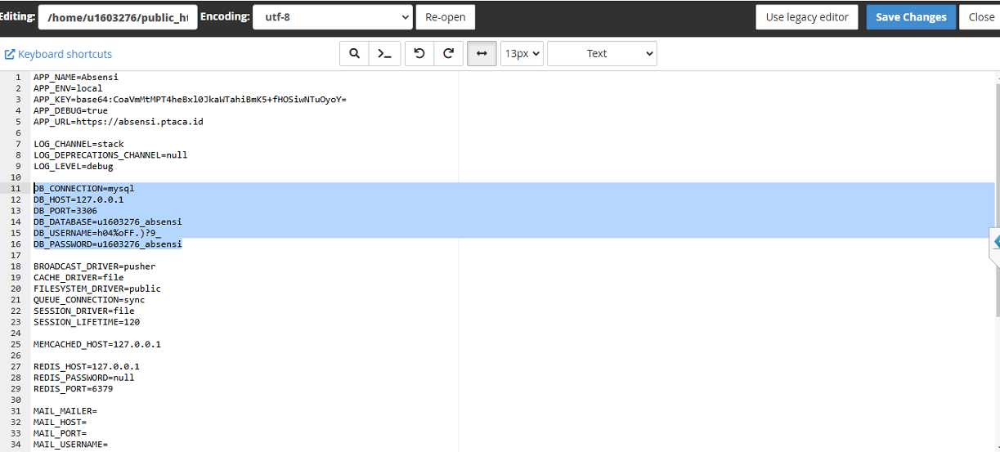 Editing: /home/u1603276/public_ht Encoding: utf-8 Re-open Use legacy editor Save Changes Close
Keyboard shortcuts 13px Text
1 APP_NAME=Absensi
2 APP_ENV=local
3 APP_KEY=base64:CoaVmMtMPT4heBxl0JkaWTahiBmK5+fHOSiwNTuOyoY=
4 APP_DEBUG=true
5 APP_URL=https://absensi.ptaca.id
6
7 LOG_CHANNEL=stack
8 LOG_DEPRECATIONS_CHANNEL=null
9 LOG_LEVEL=debug
10
11 DB_CONNECTION=mysql
12 DB_HOST=127.0.0.1
13 DB_PORT=3306
14 DB_DATABASE=u1603276_absensi
15 DB_USERNAME=h04%oFF.)?9_
16 DB_PASSWORD=u1603276_absensi
17
18 BROADCAST_DRIVER=pusher
19 CACHE_DRIVER=file
20 FILESYSTEM_DRIVER=public
21 QUEUE_CONNECTION=sync
22 SESSION_DRIVER=file
23 SESSION_LIFETIME=120
24
25 MEMCACHED_HOST=127.0.0.1
26
27 REDIS_HOST=127.0.0.1
28 REDIS_PASSWORD=null
29 REDIS_PORT=6379
30
31 MAIL_MAILER=
32 MAIL_HOST=
33 MAIL_PORT=
34 MAIL_USERNAME=